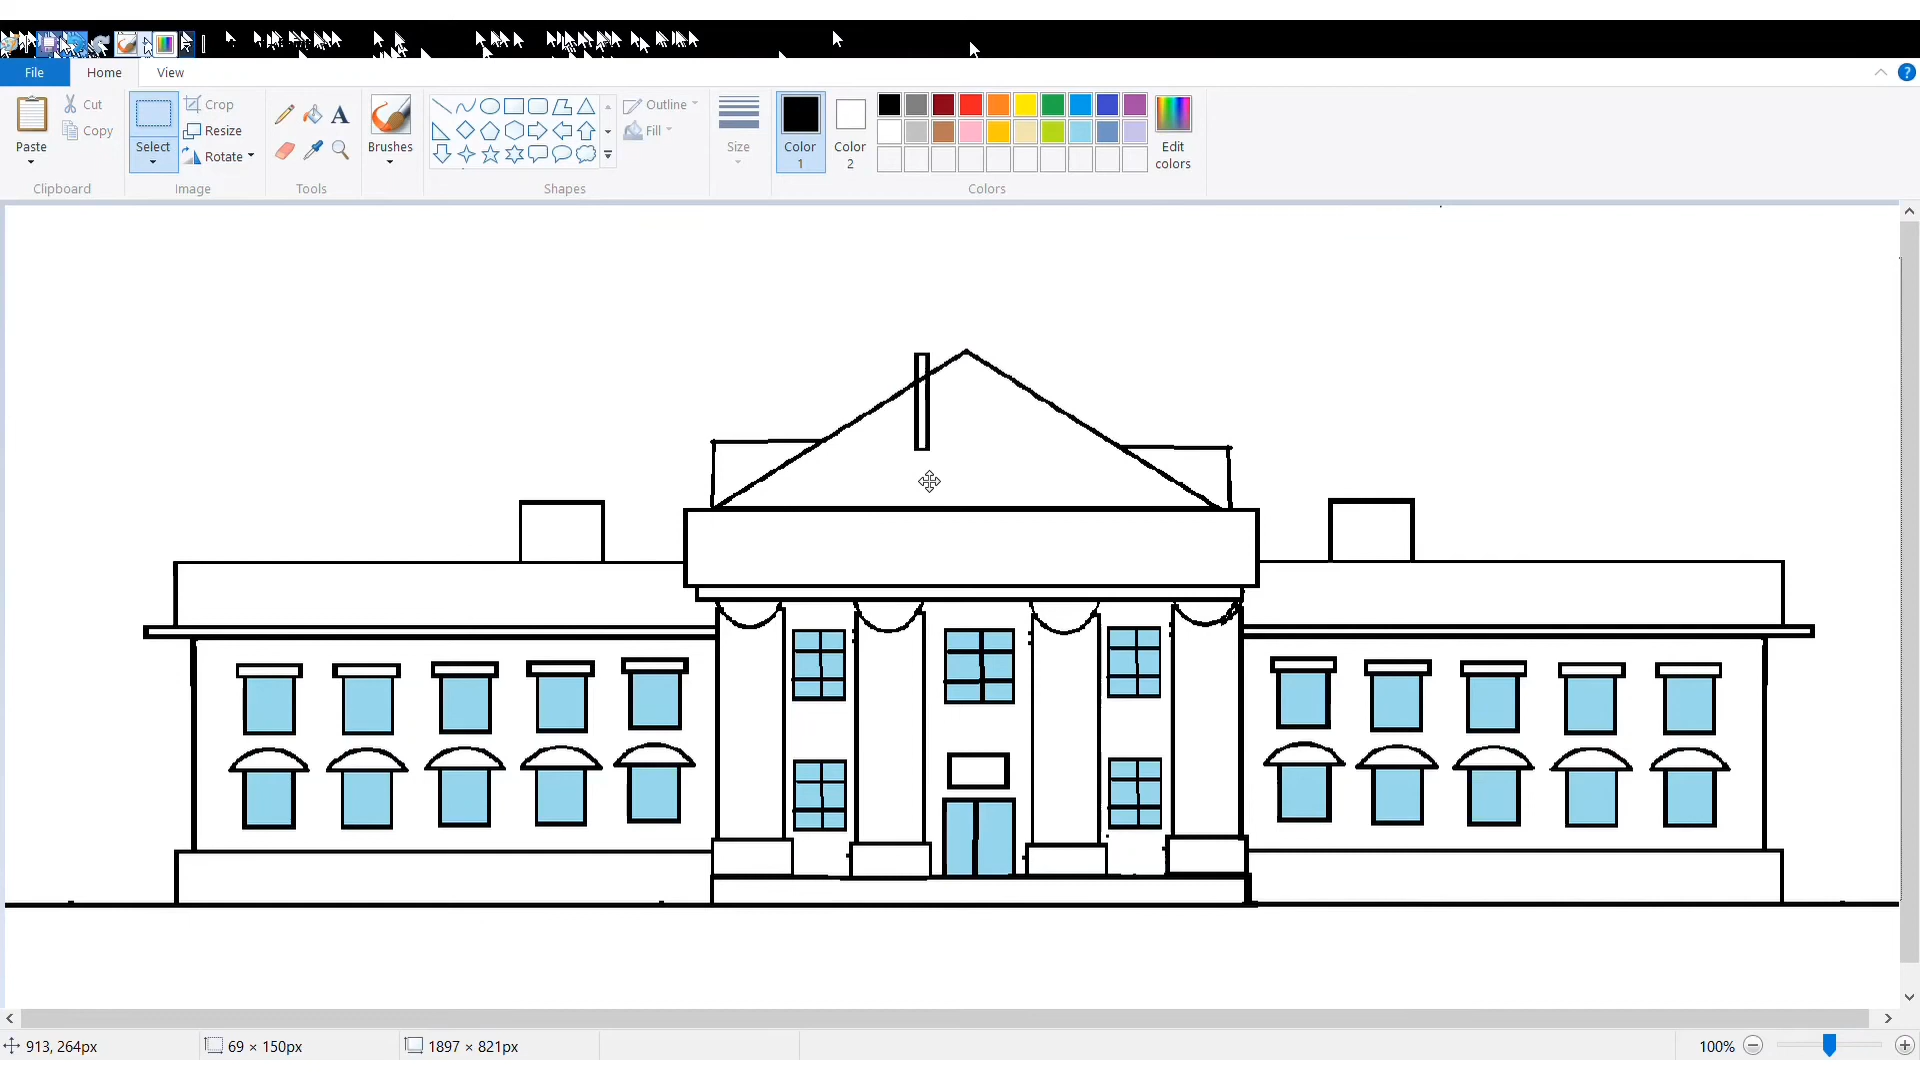 File Home View
Paste Cut Copy
Clipboard
Select Crop Resize Rotate
Image
A
Tools
Brushes
Shapes
Outline Fill
Size
Color 1
Color 2
Edit colors
Colors
913, 264px 69 × 150px 1897 × 821px 100%